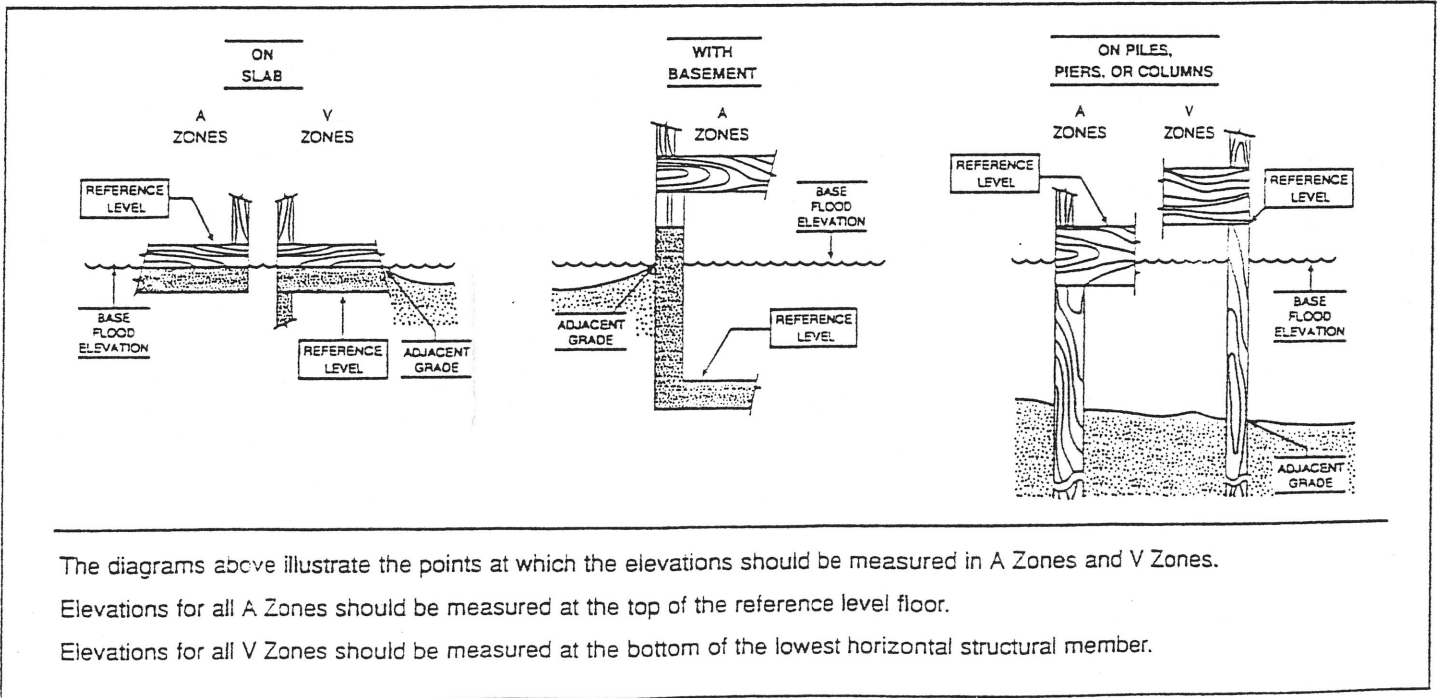 ON
SLAB
A
ZONES
V
ZONES
REFERENCE
LEVEL
BASE
FLOOD
ELEVATION
REFERENCE
LEVEL
ADJACENT
GRADE
WITH
BASEMENT
A
ZONES
BASE
FLOOD
ELEVATION
ADJACENT
GRADE
REFERENCE
LEVEL
ON PILES,
PIERS, OR COLUMNS
A
ZONES
V
ZONES
REFERENCE
LEVEL
REFERENCE
LEVEL
BASE
FLOOD
ELEVATION
ADJACENT
GRADE
The diagrams above illustrate the points at which the elevations should be measured in A Zones and V Zones.
Elevations for all A Zones should be measured at the top of the reference level floor.
Elevations for all V Zones should be measured at the bottom of the lowest horizontal structural member.